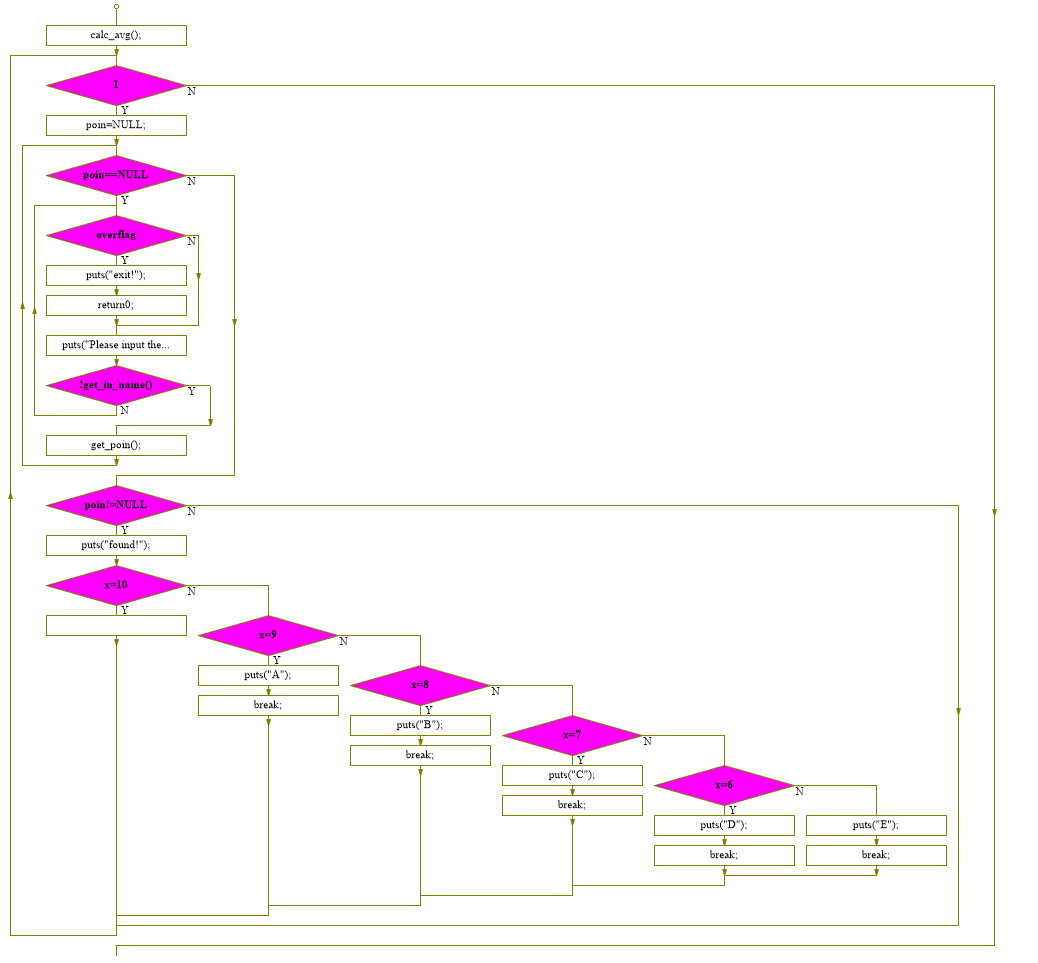 calc_avg();
1
N
Y
poin=NULL;
poin==NULL
N
Y
overflag
N
Y
puts("exit!");
return0;
puts("Please input the...
!get_in_name()
Y
N
get_poin();
poin!=NULL
N
Y
puts("found!");
x=10
N
Y
x=9
N
Y
puts("A");
break;
x=8
N
Y
puts("B");
break;
x=7
N
Y
puts("C");
break;
x=6
N
Y
puts("D");
puts("E");
break;
break;